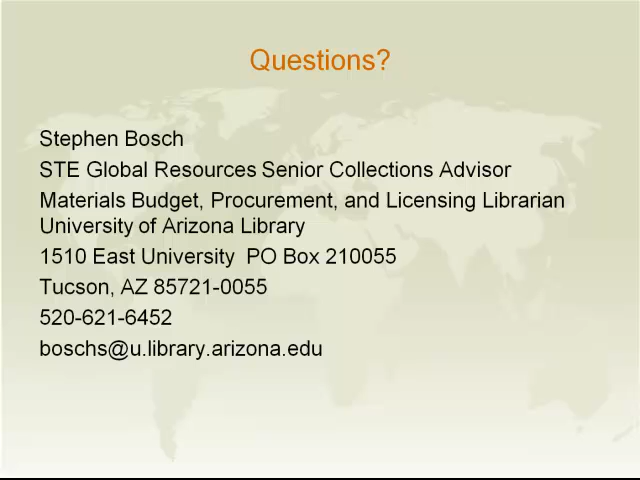 Questions?
Stephen Bosch
STE Global Resources Senior Collections Advisor
Materials Budget, Procurement, and Licensing Librarian
University of Arizona Library
1510 East University  PO Box 210055
Tucson, AZ 85721-0055
520-621-6452
boschs@u.library.arizona.edu